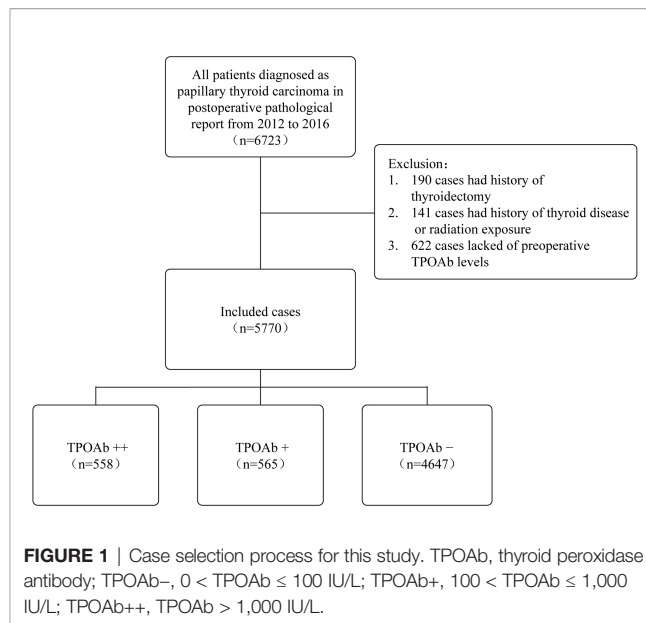 All patients diagnosed as
papillary thyroid carcinoma in
postoperative pathological
report from 2012 to 2016
（n=6723）
Exclusion：
1. 190 cases had history of
thyroidectomy
2. 141 cases had history of thyroid disease
or radiation exposure
3. 622 cases lacked of preoperative
TPOAb levels
Included cases
（n=5770）
TPOAb ++
（n=558）
TPOAb +
（n=565）
TPOAb −
（n=4647）
FIGURE 1 | Case selection process for this study. TPOAb, thyroid peroxidase
antibody; TPOAb−, 0 < TPOAb ≤ 100 IU/L; TPOAb+, 100 < TPOAb ≤ 1,000
IU/L; TPOAb++, TPOAb > 1,000 IU/L.